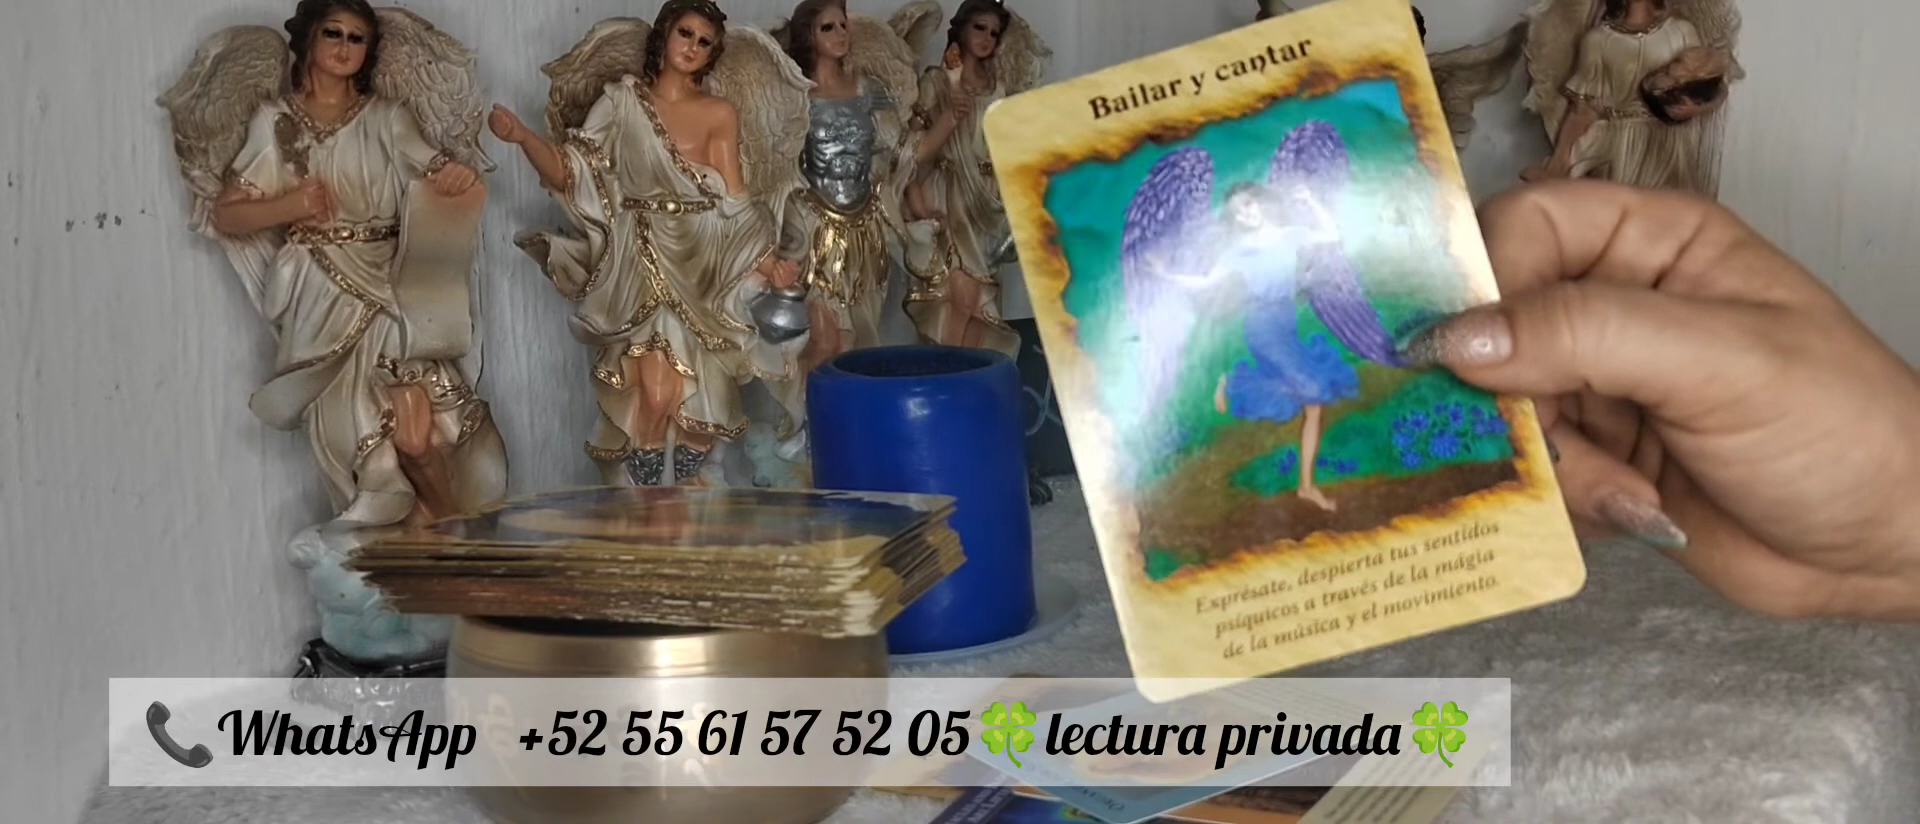 Bailar y cantar
Exprésate, despierta tus sentidos
psíquicos a través de la mágia
de la música y el movimiento.
📞WhatsApp +52 55 61 57 52 05🍀lectura privada🍀